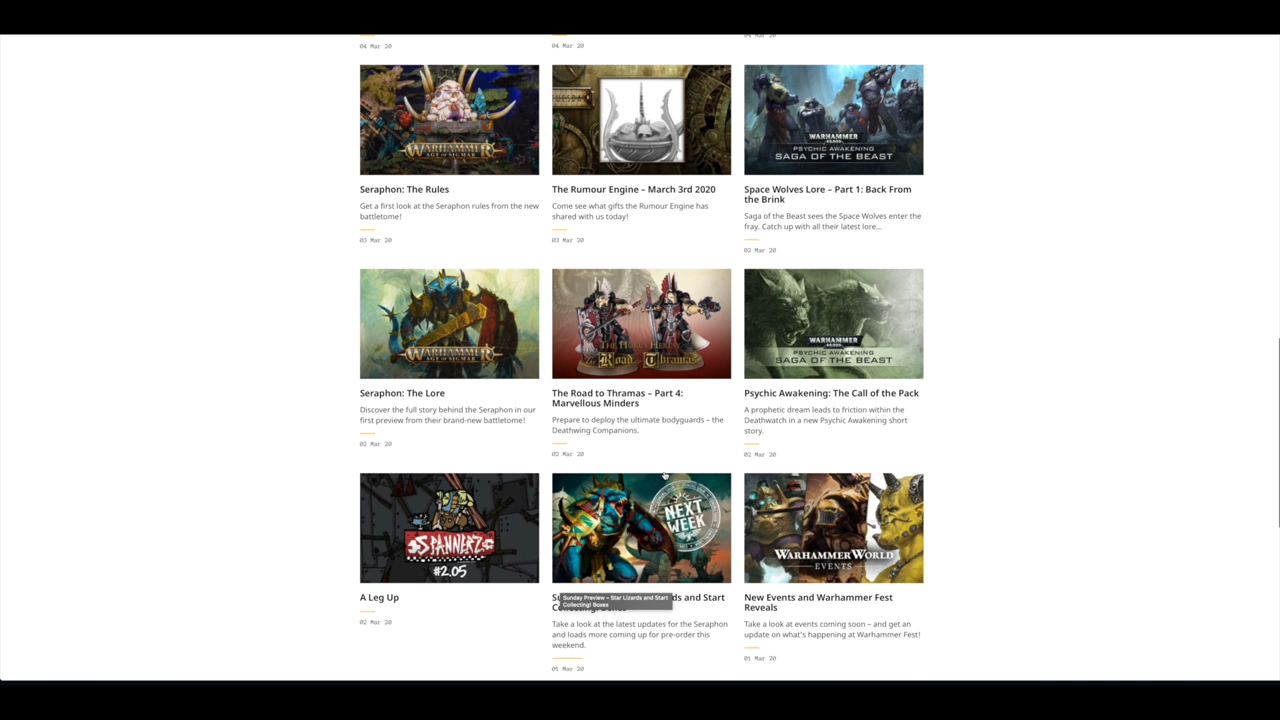 04 Mar 20
04 Mar 20
04 Mar 20
WARHAMMER
AGE OF SIGMAR
WARHAMMER
40,000
PSYCHIC AWAKENING
SAGA OF THE BEAST
Seraphon: The Rules
Get a first look at the Seraphon rules from the new
battletome!
03 Mar 20
The Rumour Engine – March 3rd 2020
Come see what gifts the Rumour Engine has
shared with us today!
03 Mar 20
Space Wolves Lore – Part 1: Back From
the Brink
Saga of the Beast sees the Space Wolves enter the
fray. Catch up with all their latest lore...
02 Mar 20
WARHAMMER
AGE OF SIGMAR
THE HORUS HERESY
The Road to Thramas
WARHAMMER
40,000
PSYCHIC AWAKENING
SAGA OF THE BEAST
Seraphon: The Lore
Discover the full story behind the Seraphon in our
first preview from their brand-new battletome!
02 Mar 20
The Road to Thramas – Part 4:
Marvellous Minders
Prepare to deploy the ultimate bodyguards – the
Deathwing Companions.
02 Mar 20
Psychic Awakening: The Call of the Pack
A prophetic dream leads to friction within the
Deathwatch in a new Psychic Awakening short
story.
02 Mar 20
SPANNERZ
#2.05
NEXT
WEEK
WARHAMMER WORLD
EVENTS
A Leg Up
02 Mar 20
Sunday Preview – Star Lizards and Start
Collecting! Boxes
ds and Start
Take a look at the latest updates for the Seraphon
and loads more coming up for pre-order this
weekend.
01 Mar 20
New Events and Warhammer Fest
Reveals
Take a look at events coming soon – and get an
update on what's happening at Warhammer Fest!
01 Mar 20